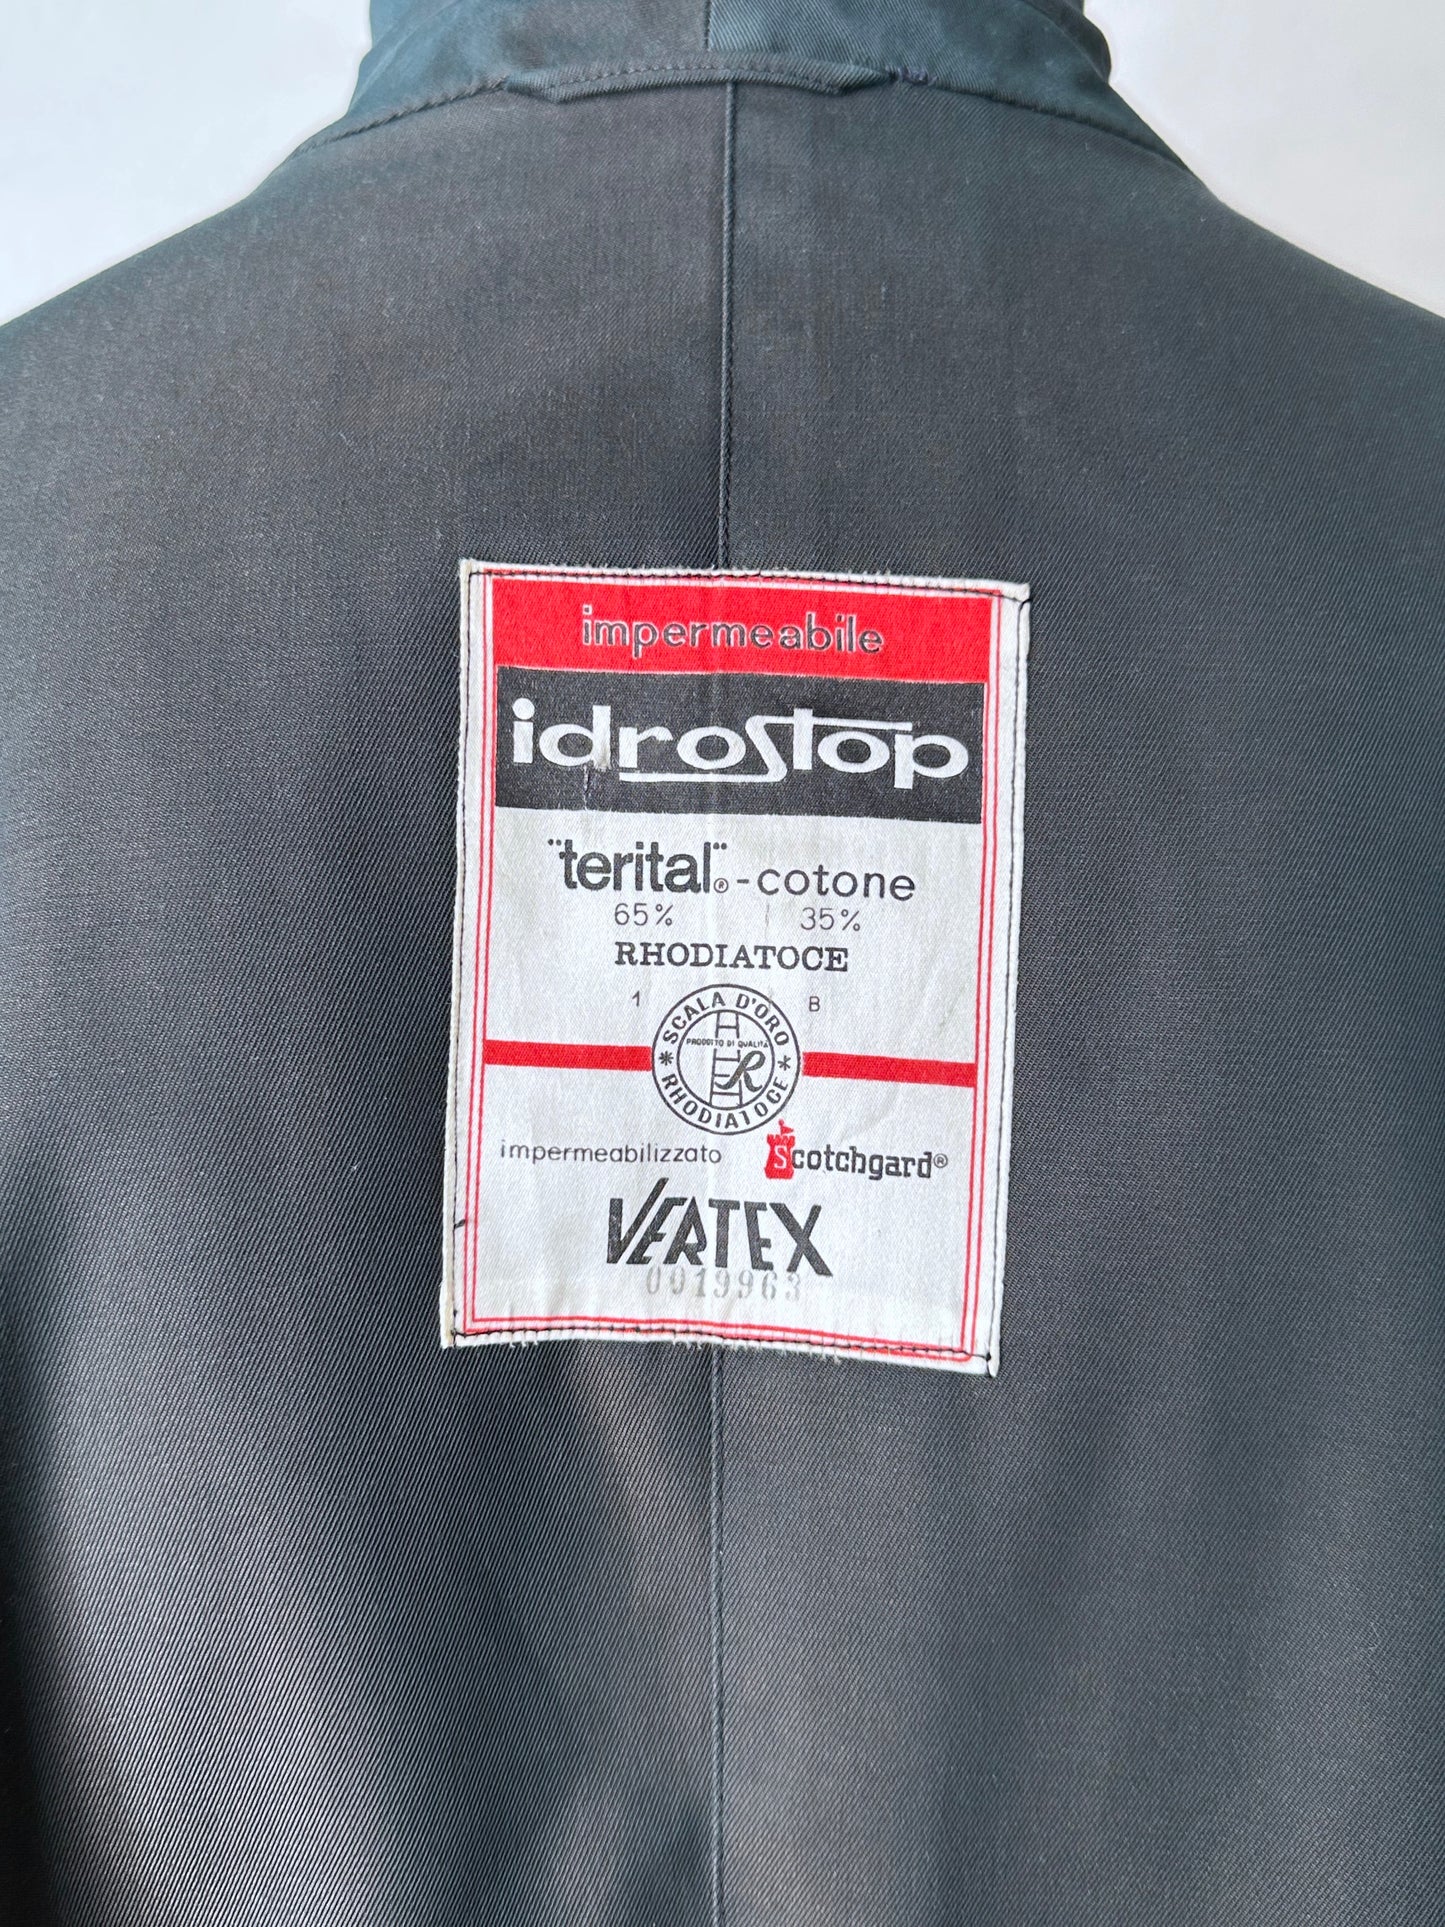 impermeabile
idrostop
"terital"® - cotone
65% 35%
RHODIATOCE
1 B
SCALA D'ORO
PRODOTTO DI QUALITÀ
R
RHODIATOCE
impermeabilizzato Scotchgard®
VERTEX
0019963